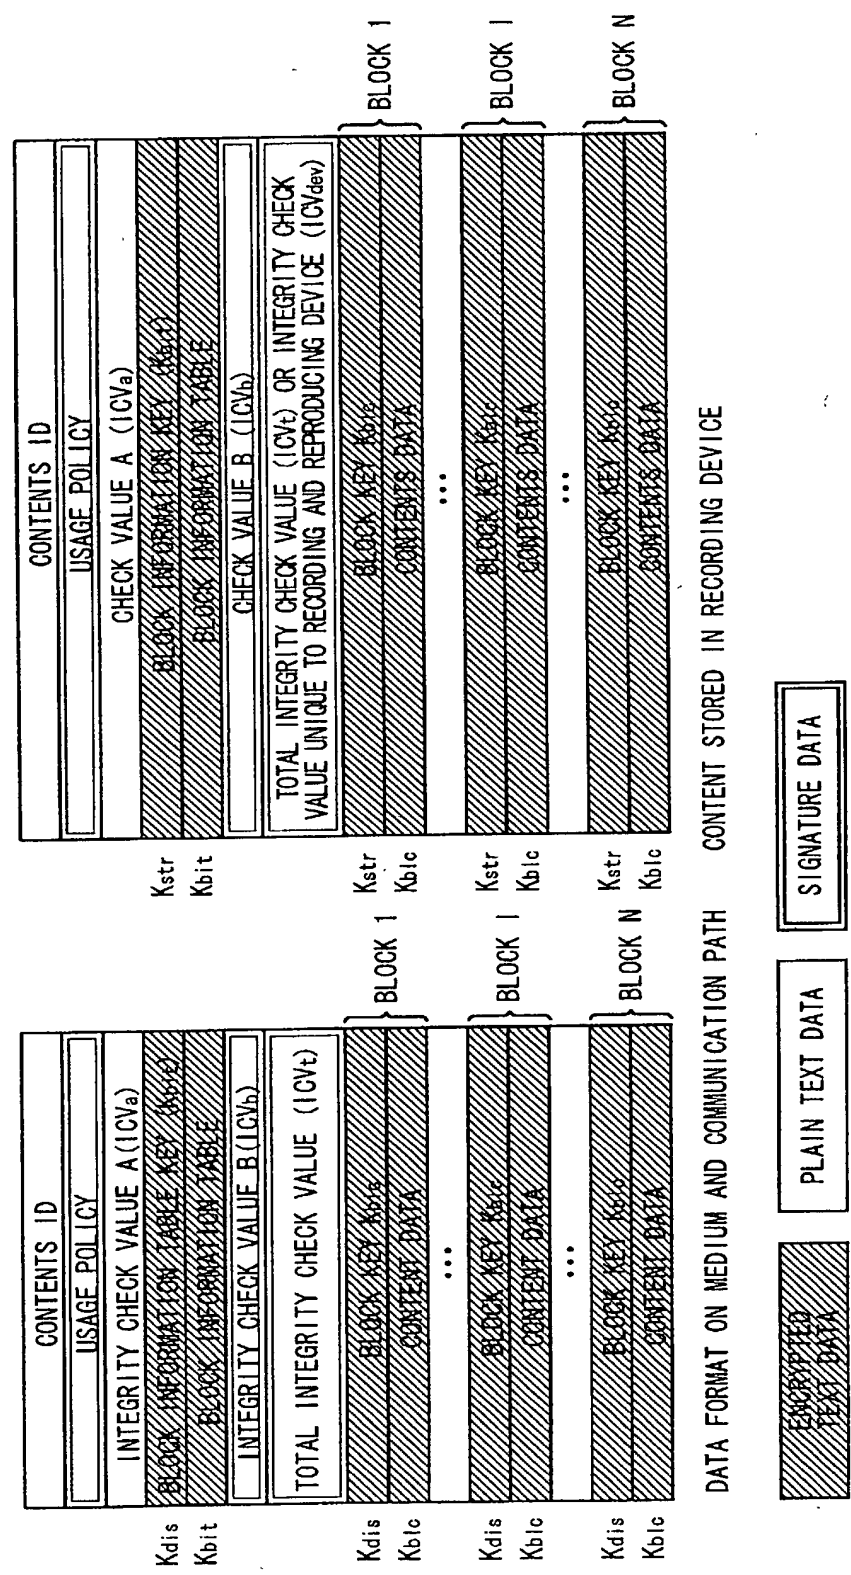 CONTENTS ID
USAGE POLICY
INTEGRITY CHECK VALUE A(ICVa)
Kdis BLOCK INFORMATION TABLE KEY (Kbit)
Kbit BLOCK INFORMATION TABLE
INTEGRITY CHECK VALUE B(ICVb)
TOTAL INTEGRITY CHECK VALUE (ICVt)
Kdis BLOCK KEY Kblc
Kblc CONTENT DATA
BLOCK 1
...
Kdis BLOCK KEY Kblc
Kblc CONTENT DATA
BLOCK I
...
Kdis BLOCK KEY Kblc
Kblc CONTENT DATA
BLOCK N
DATA FORMAT ON MEDIUM AND COMMUNICATION PATH
CONTENTS ID
USAGE POLICY
CHECK VALUE A (ICVa)
Kstr BLOCK INFORMATION KEY (Kbit)
Kbit BLOCK INFORMATION TABLE
CHECK VALUE B (ICVb)
TOTAL INTEGRITY CHECK VALUE (ICVt) OR INTEGRITY CHECK
VALUE UNIQUE TO RECORDING AND REPRODUCING DEVICE (ICVdev)
Kstr BLOCK KEY Kblc
Kblc CONTENTS DATA
BLOCK 1
...
Kstr BLOCK KEY Kblc
Kblc CONTENTS DATA
BLOCK I
...
Kstr BLOCK KEY Kblc
Kblc CONTENTS DATA
BLOCK N
CONTENT STORED IN RECORDING DEVICE
ENCRYPTED
TEXT DATA
PLAIN TEXT DATA
SIGNATURE DATA